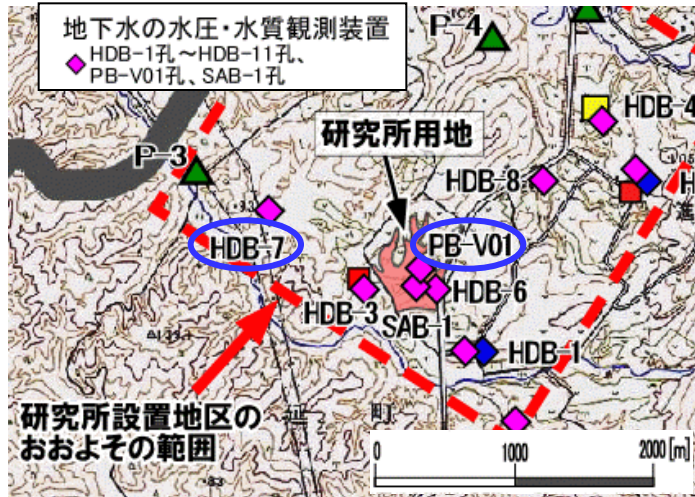 地下水の水圧・水質観測装置
HDB-1孔～HDB-11孔、
PB-V01孔、SAB-1孔
P-4
HDB-4
研究所用地
P-3
HDB-8
H
進
HDB-7
PB-V01
HDB-3
HDB-6
SAB-1
HDB-1
研究所設置地区の
おおよその範囲
延
町
0 1000 2000 [m]